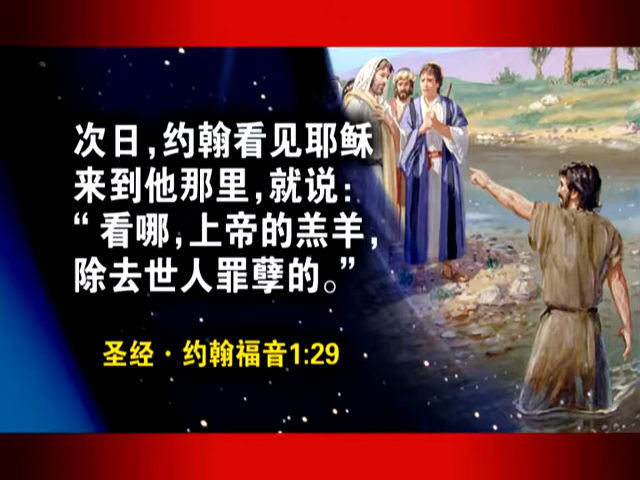 次日，约翰看见耶稣
来到他那里，就说：
“看哪，上帝的羔羊，
除去世人罪孽的。”
圣经·约翰福音1:29